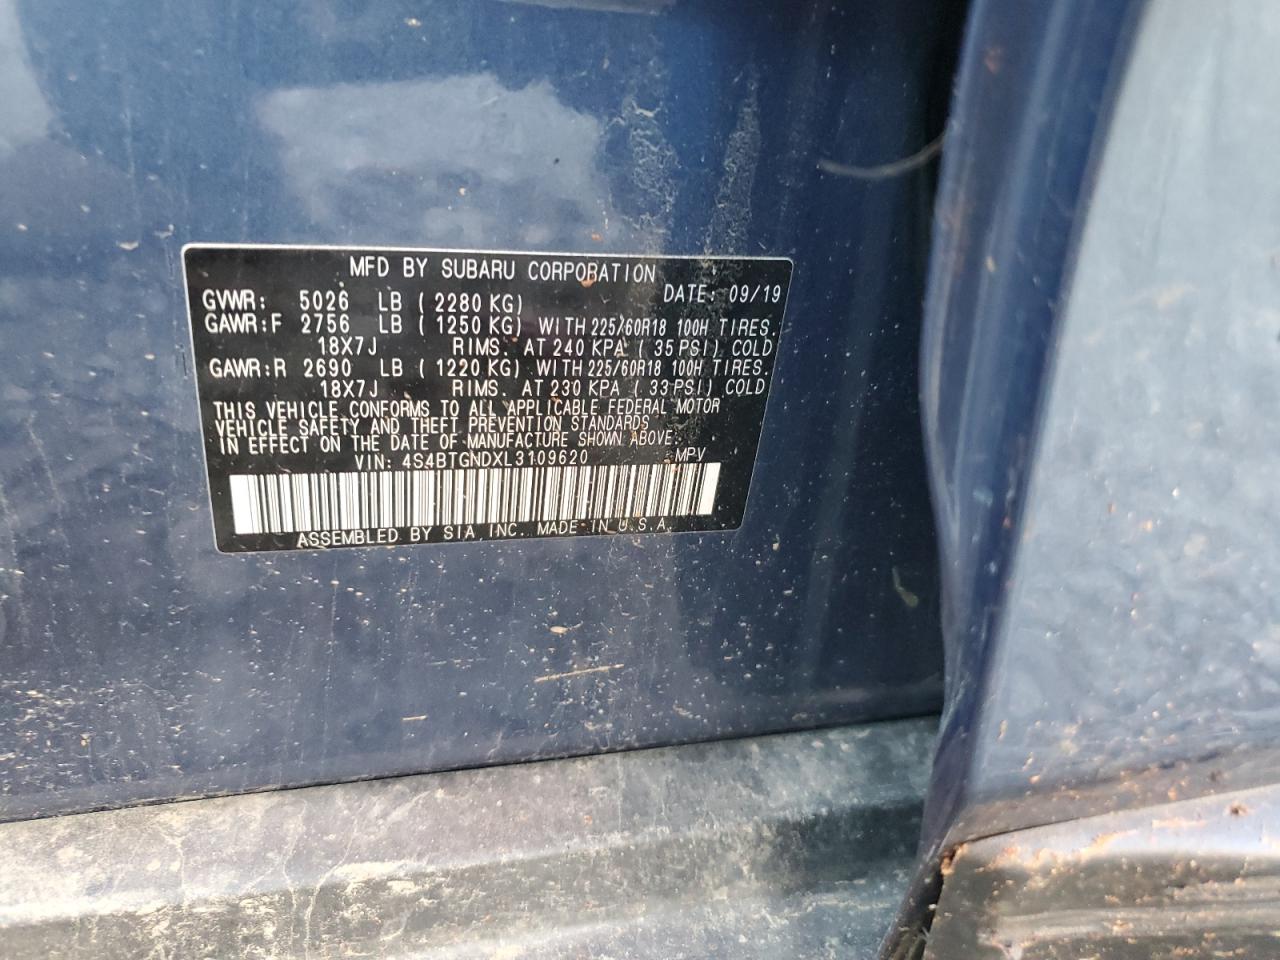 MFD BY SUBARU CORPORATION
DATE: 09/19
GVWR: 5026 LB ( 2280 KG)
GAWR:F 2756 LB ( 1250 KG) WITH 225/60R18 100H TIRES.
18X7J RIMS. AT 240 KPA ( 35 PSI) COLD
GAWR:R 2690 LB ( 1220 KG) WITH 225/60R18 100H TIRES.
18X7J RIMS. AT 230 KPA ( 33 PSI) COLD
THIS VEHICLE CONFORMS TO ALL APPLICABLE FEDERAL MOTOR
VEHICLE SAFETY AND THEFT PREVENTION STANDARDS
IN EFFECT ON THE DATE OF MANUFACTURE SHOWN ABOVE.
VIN: 4S4BTGNDXL3109620 MPV
ASSEMBLED BY SIA, INC. MADE IN U.S.A.